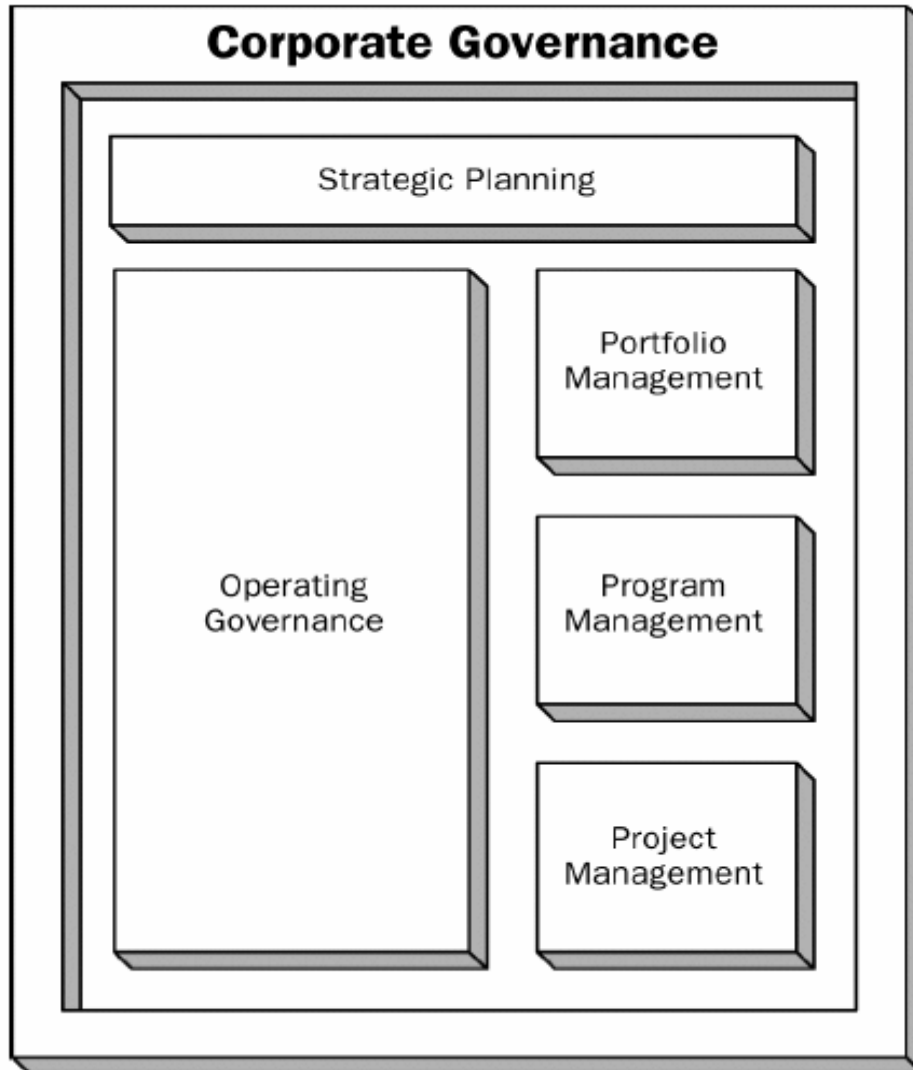 Corporate Governance
Strategic Planning
Operating
Governance
Portfolio
Management
Program
Management
Project
Management